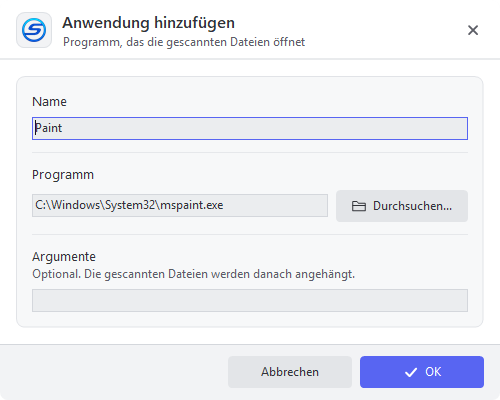 Anwendung hinzufügen
Programm, das die gescannten Dateien öffnet
Name
Paint
Programm
C:\Windows\System32\mspaint.exe
Durchsuchen...
Argumente
Optional. Die gescannten Dateien werden danach angehängt.
Abbrechen
OK